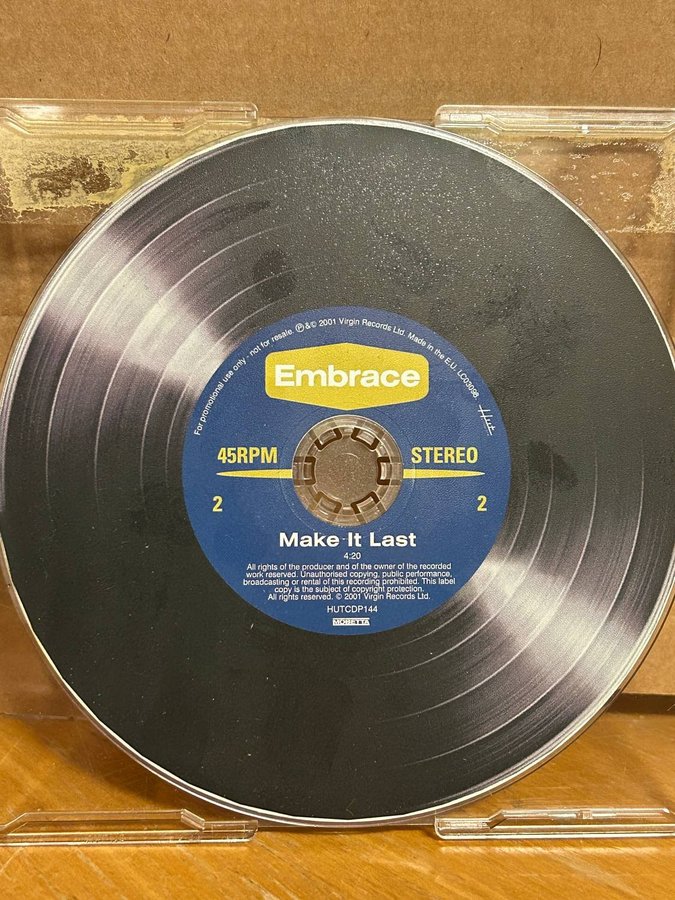 For promotional use only - not for resale. ℗&© 2001 Virgin Records Ltd. Made in the E.U. LC03098
Hut
Embrace
45RPM STEREO
2 2
Make It Last
4:20
All rights of the producer and of the owner of the recorded
work reserved. Unauthorised copying, public performance,
broadcasting or rental of this recording prohibited. This label
copy is the subject of copyright protection.
All rights reserved. © 2001 Virgin Records Ltd.
HUTCDP144
MOSETTA